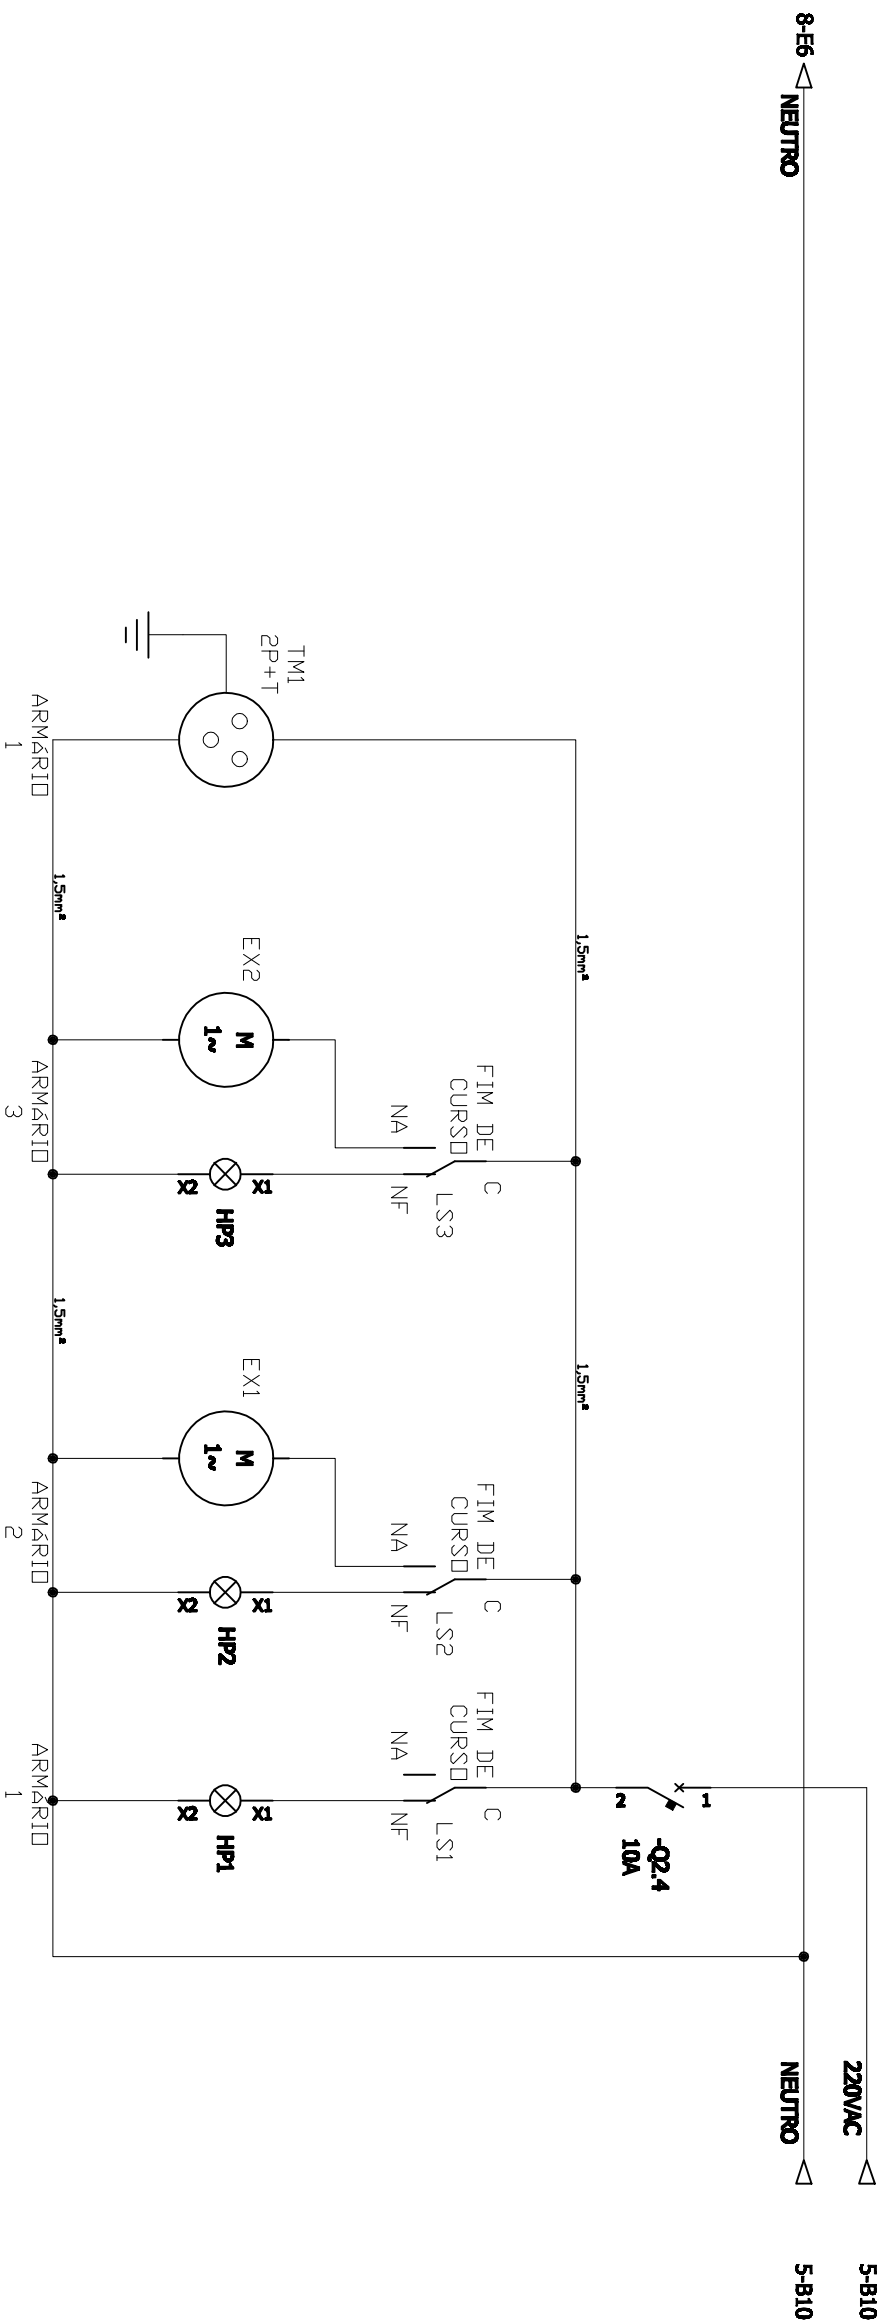 8-E6
NEUTRO
NEUTRO
5-B10
220VAC
5-B10
1
2
-Q2.4
10A
1,5mm²
1,5mm²
FIM DE
CURSO
C
NA
NF
LS3
FIM DE
CURSO
C
NA
NF
LS2
FIM DE
CURSO
C
NA
NF
LS1
TM1
2P+T
EX2
M
1~
X1
X2
HP3
EX1
M
1~
X1
X2
HP2
X1
X2
HP1
1,5mm²
1,5mm²
ARMáRIO
1
ARMáRIO
3
ARMáRIO
2
ARMáRIO
1